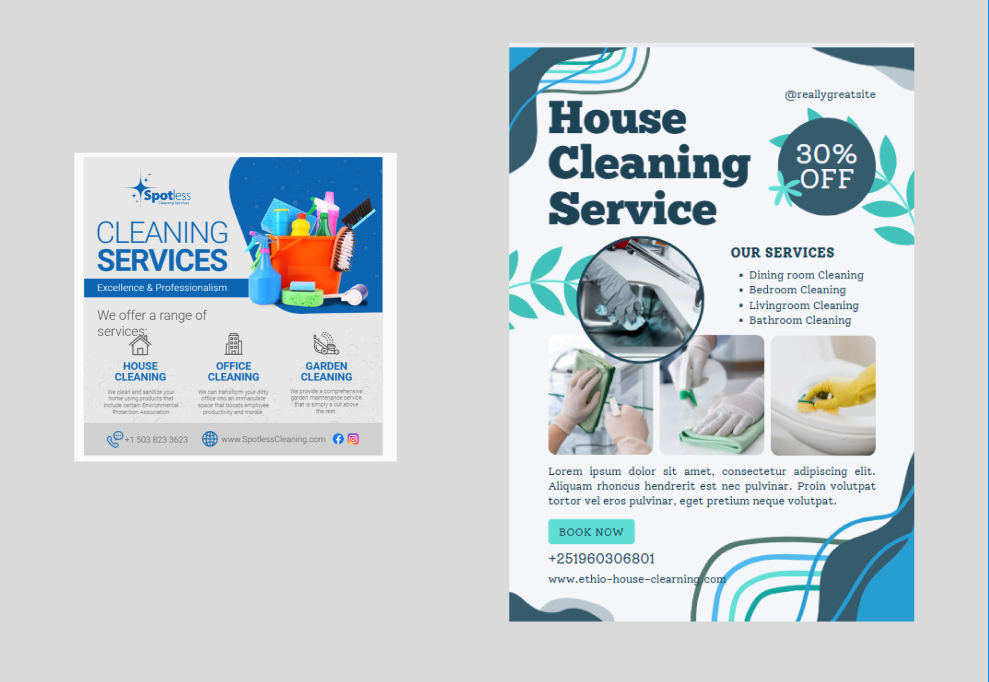 Spotless
Cleaning Services
CLEANING
SERVICES
Excellence & Professionalism
We offer a range of
services:
HOUSE
CLEANING
We clean and sanitize your
home using products that
include certain Environmental
Protection Association
OFFICE
CLEANING
We can transform your dirty
office into an immaculate
space that boosts employee
productivity and morale
GARDEN
CLEANING
We provide a comprehensive
garden maintenance service
that is simply a cut above
the rest
+1 503 823 3623
www.SpotlessCleaning.com
@reallygreatsite
House
Cleaning
Service
30%
OFF
OUR SERVICES
• Dining room Cleaning
• Bedroom Cleaning
• Livingroom Cleaning
• Bathroom Cleaning
Lorem ipsum dolor sit amet, consectetur adipiscing elit.
Aliquam rhoncus hendrerit est nec pulvinar. Proin volutpat
tortor vel eros pulvinar, eget pretium neque volutpat.
BOOK NOW
+251960306801
www.ethio-house-clearning.com